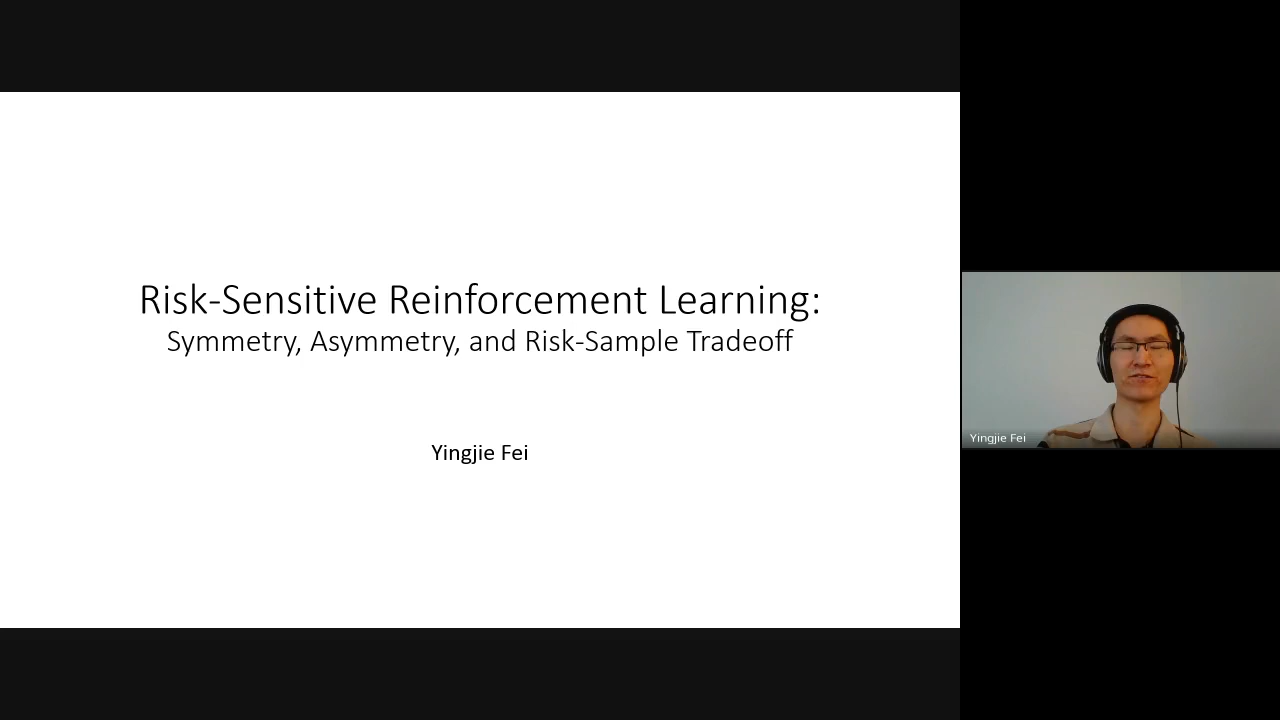 Risk-Sensitive Reinforcement Learning:
Symmetry, Asymmetry, and Risk-Sample Tradeoff
Yingjie Fei
Yingjie Fei